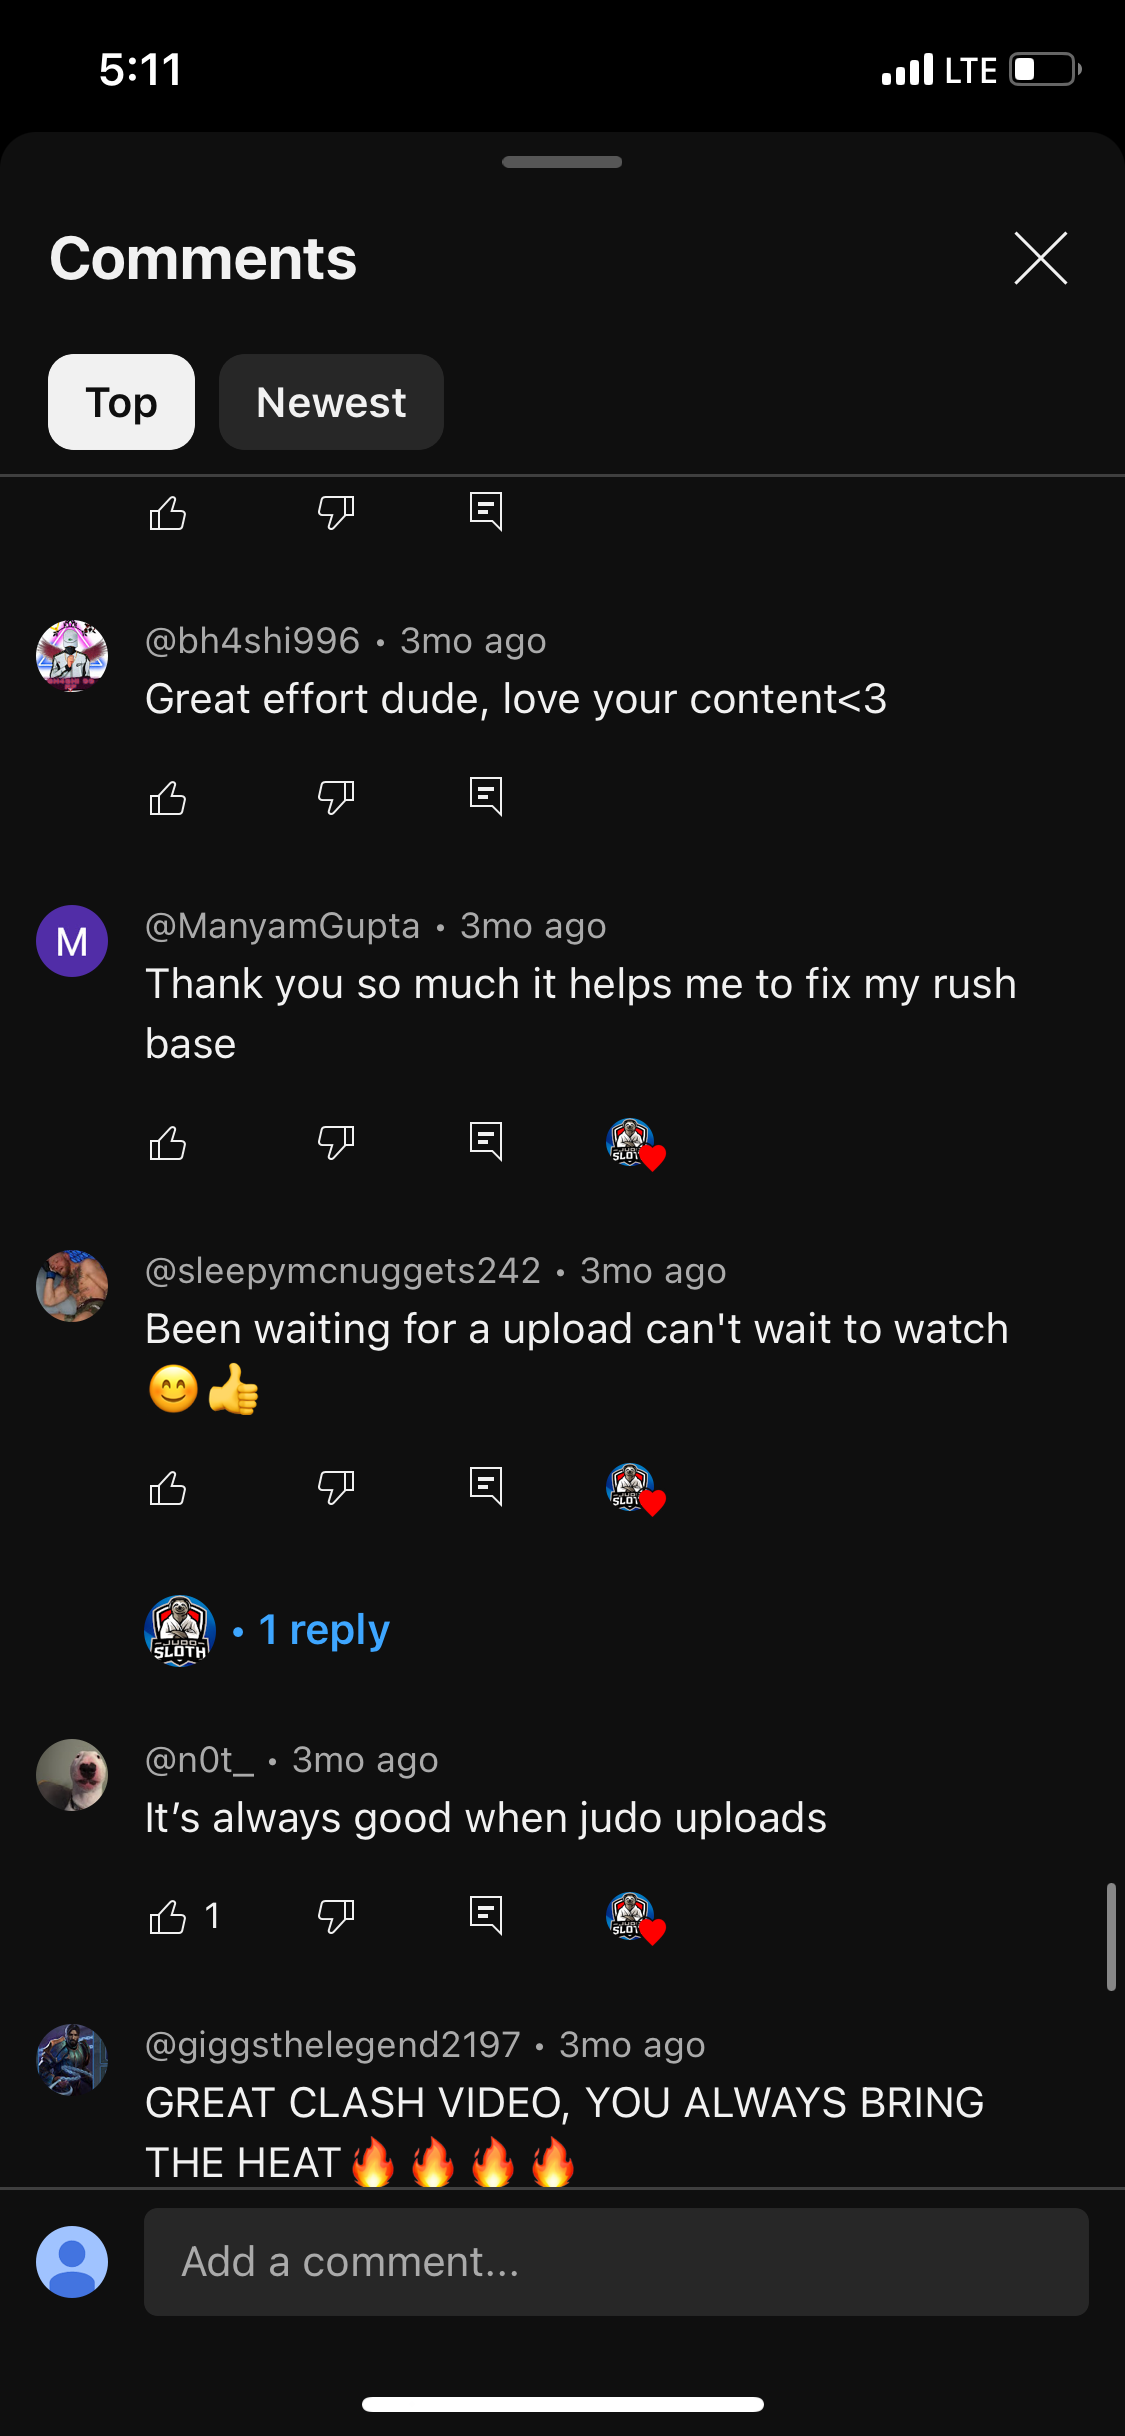 5:11
LTE
Comments
Top
Newest
@bh4shi996 • 3mo ago
Great effort dude, love your content<3
M
@ManyamGupta • 3mo ago
Thank you so much it helps me to fix my rush
base
@sleepymcnuggets242 • 3mo ago
Been waiting for a upload can't wait to watch
😊👍
JUDO
SLOTH
• 1 reply
@n0t_ • 3mo ago
It’s always good when judo uploads
1
@giggsthelegend2197 • 3mo ago
GREAT CLASH VIDEO, YOU ALWAYS BRING
THE HEAT🔥🔥🔥🔥
Add a comment...